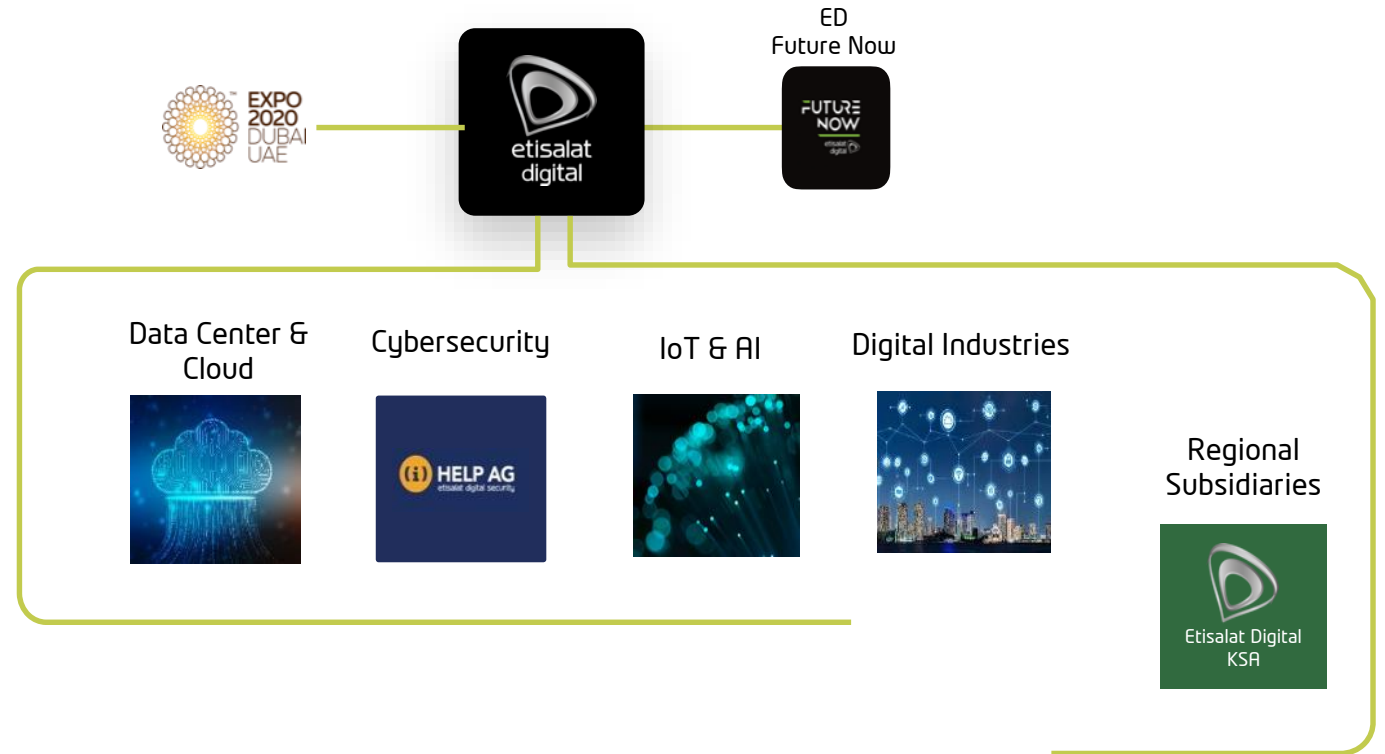 ED
Future Now
EXPO
2020
DUBAI
UAE
™
etisalat
digital
FUTURE
NOW
etisalat
digital
Data Center &
Cloud
Cybersecurity
IoT & AI
Digital Industries
(i) HELP AG
etisalat digital security
Regional
Subsidiaries
Etisalat Digital
KSA